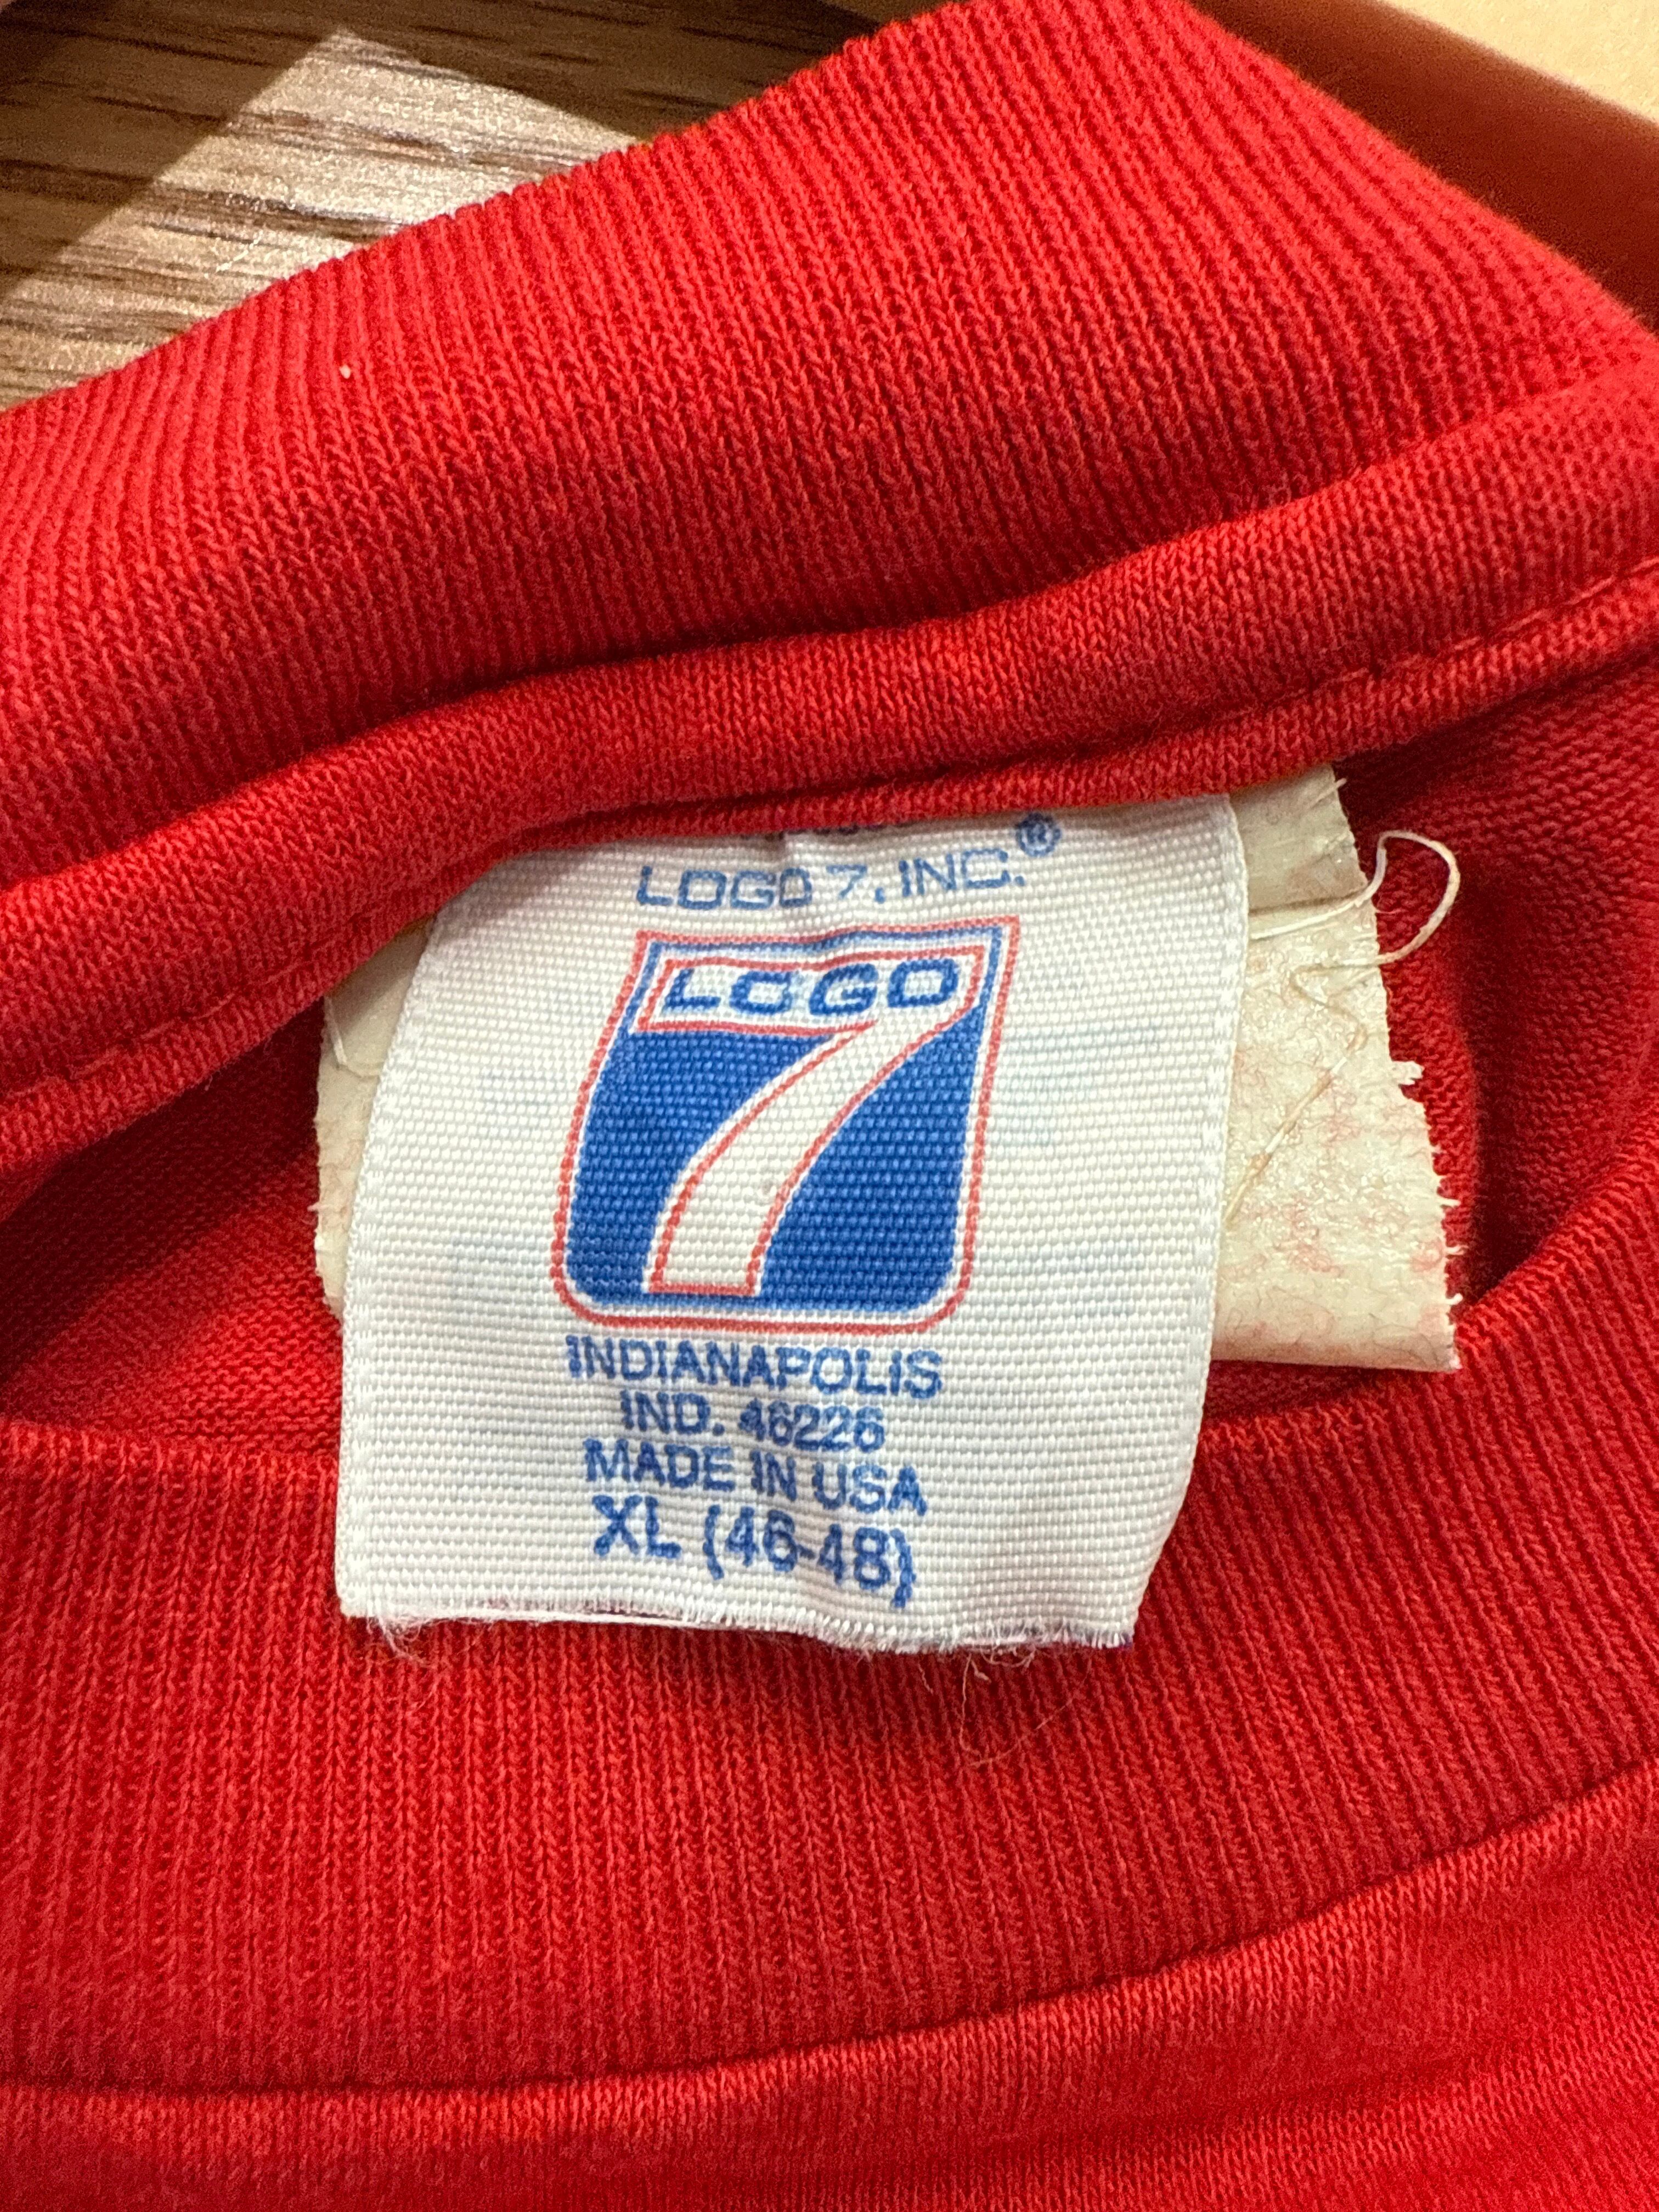 LOGO 7, INC.®
LOGO
7
INDIANAPOLIS
IND. 46226
MADE IN USA
XL (46-48)